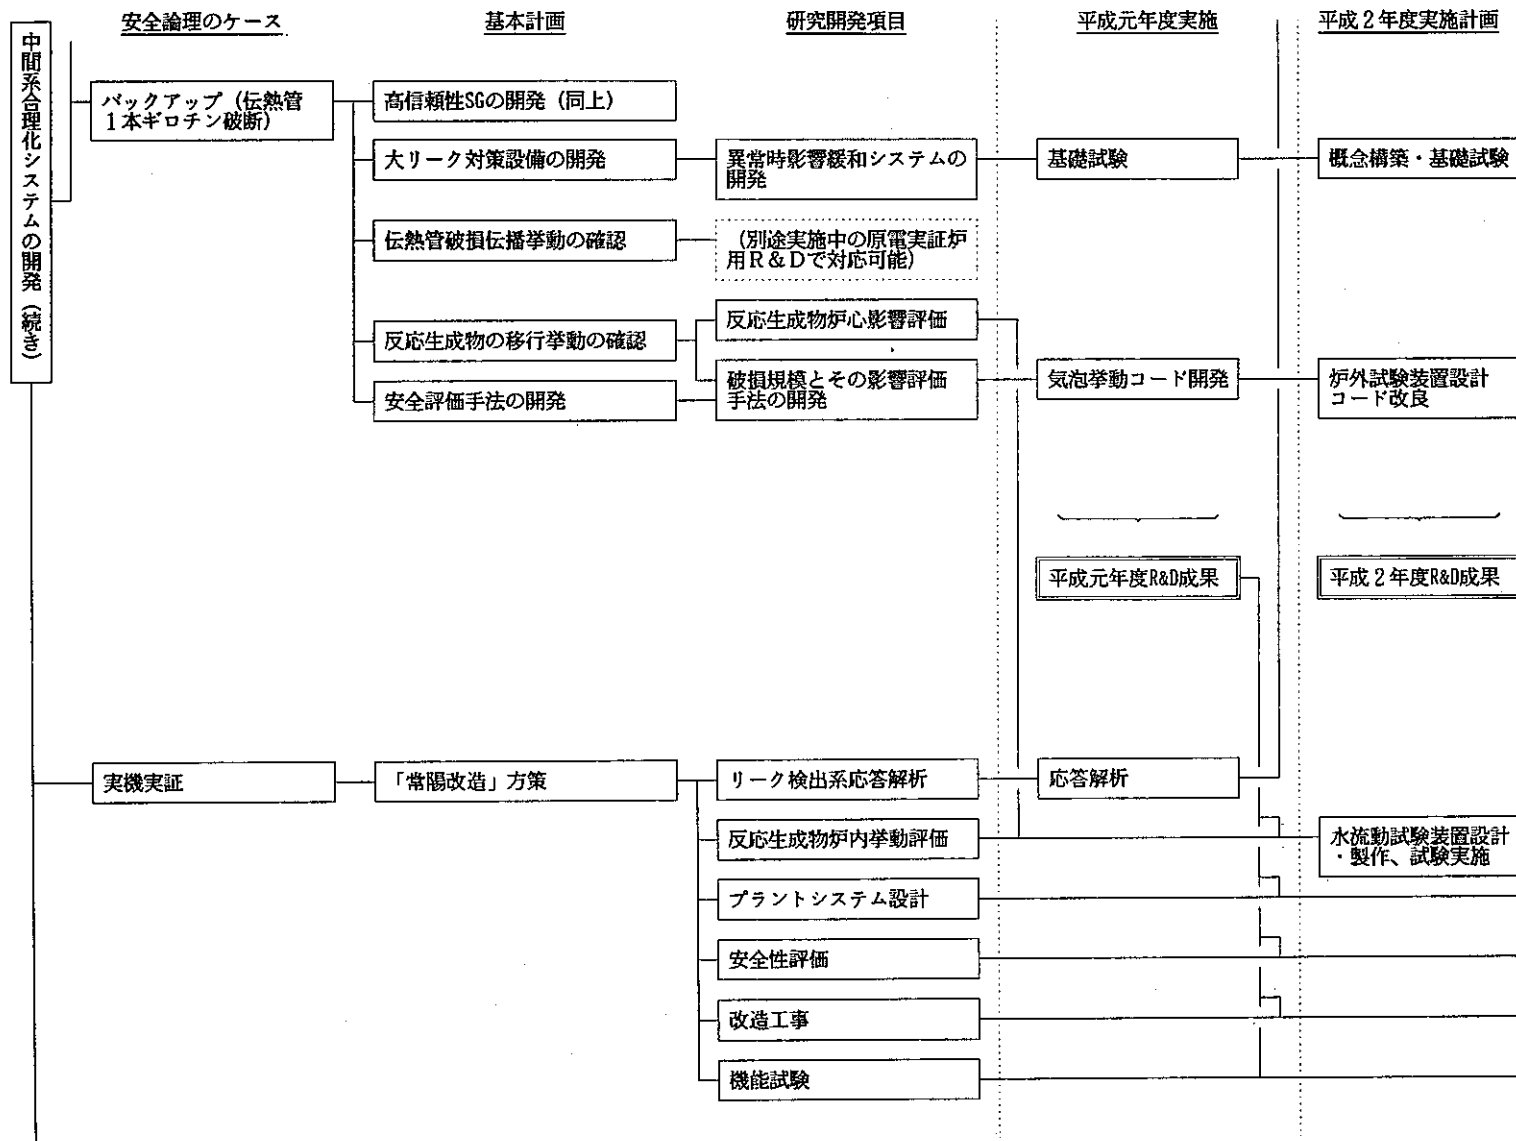 中間系合理化システムの開発（続き）
安全論理のケース
基本計画
研究開発項目
平成元年度実施
平成２年度実施計画
バックアップ（伝熱管
１本ギロチン破断）
高信頼性SGの開発（同上）
大リーク対策設備の開発
異常時影響緩和システムの
開発
基礎試験
概念構築・基礎試験
伝熱管破損伝播挙動の確認
（別途実施中の原電実証炉
用Ｒ＆Ｄで対応可能）
反応生成物の移行挙動の確認
反応生成物炉心影響評価
安全評価手法の開発
破損規模とその影響評価
手法の開発
気泡挙動コード開発
炉外試験装置設計
コード改良
平成元年度R&D成果
平成２年度R&D成果
実機実証
「常陽改造」方策
リーク検出系応答解析
応答解析
反応生成物炉内挙動評価
水流動試験装置設計
・製作、試験実施
プラントシステム設計
安全性評価
改造工事
機能試験